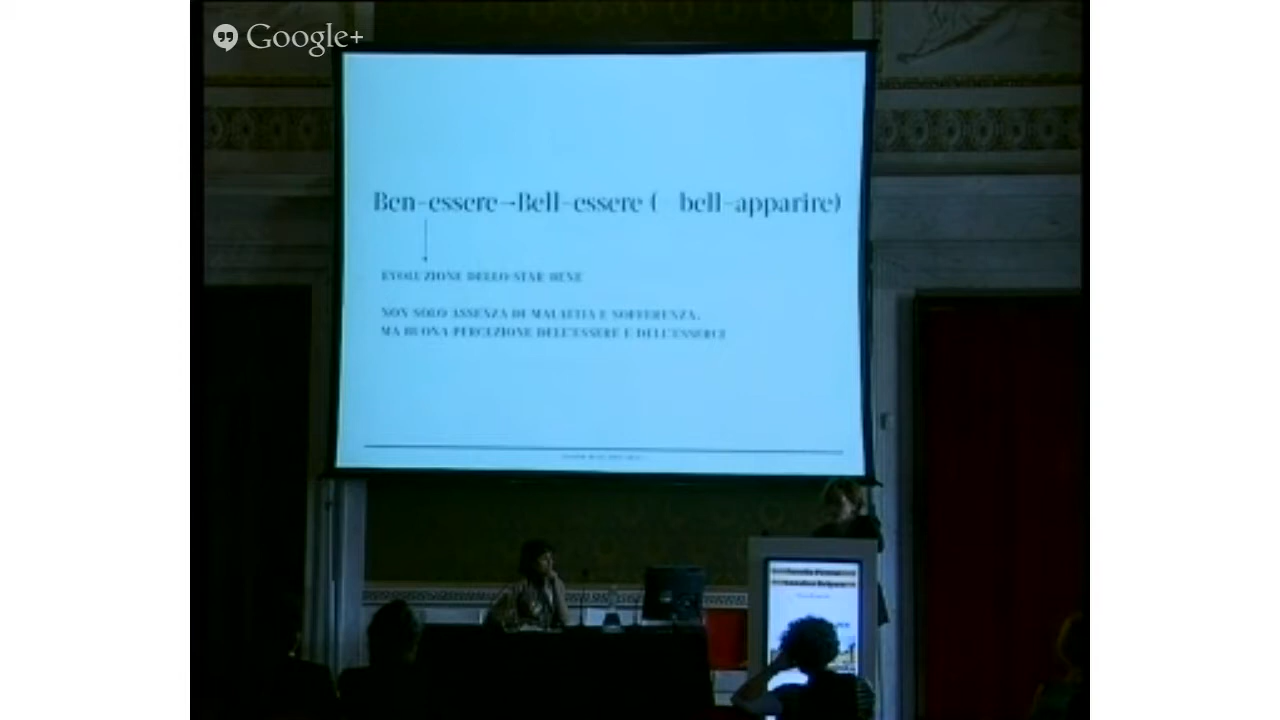 Google+
Ben-essere→Bell-essere ( bell-apparire)
EVOLUZIONE DELLO STAR BENE
NON SOLO ASSENZA DI MALATTIA E SOFFERENZA,
MA BUONA PERCEZIONE DELL'ESSERE E DELL'ESSERCI